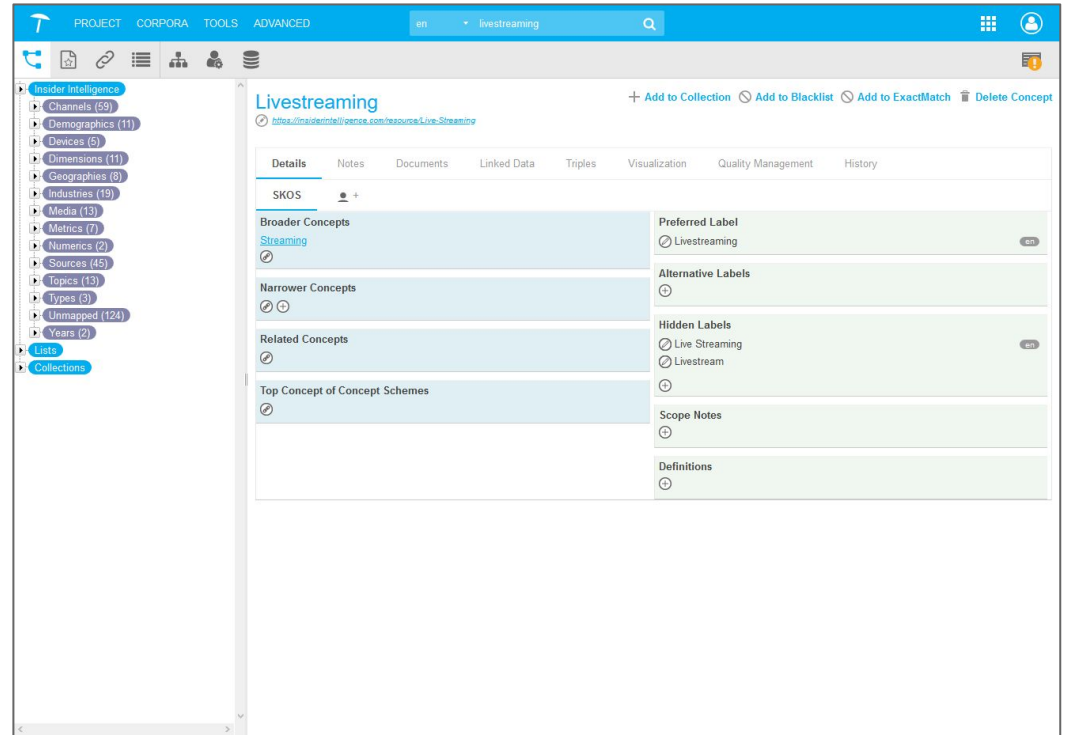 PROJECT CORPORA TOOLS ADVANCED en livestreaming
Insider Intelligence
Channels (59)
Demographics (11)
Devices (5)
Dimensions (11)
Geographies (8)
Industries (19)
Media (13)
Metrics (7)
Numerics (2)
Sources (45)
Topics (13)
Types (3)
Unmapped (124)
Years (2)
Lists
Collections
Livestreaming
https://insiderintelligence.com/resource/Live-Streaming
Add to Collection Add to Blacklist Add to ExactMatch Delete Concept
Details Notes Documents Linked Data Triples Visualization Quality Management History
SKOS
Broader Concepts
Streaming
Narrower Concepts
Related Concepts
Top Concept of Concept Schemes
Preferred Label
Livestreaming en
Alternative Labels
Hidden Labels
Live Streaming en
Livestream
Scope Notes
Definitions